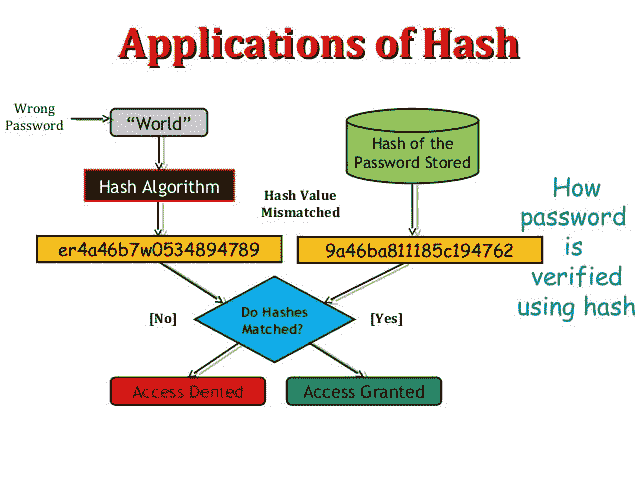 Applications of Hash
Wrong
Password
“World”
Hash of the
Password Stored
Hash Algorithm
Hash Value
Mismatched
How
password
is
verified
using hash
er4a46b7w0534894789
9a46ba811185c194762
[No]
Do Hashes
Matched?
[Yes]
Access Denied
Access Granted